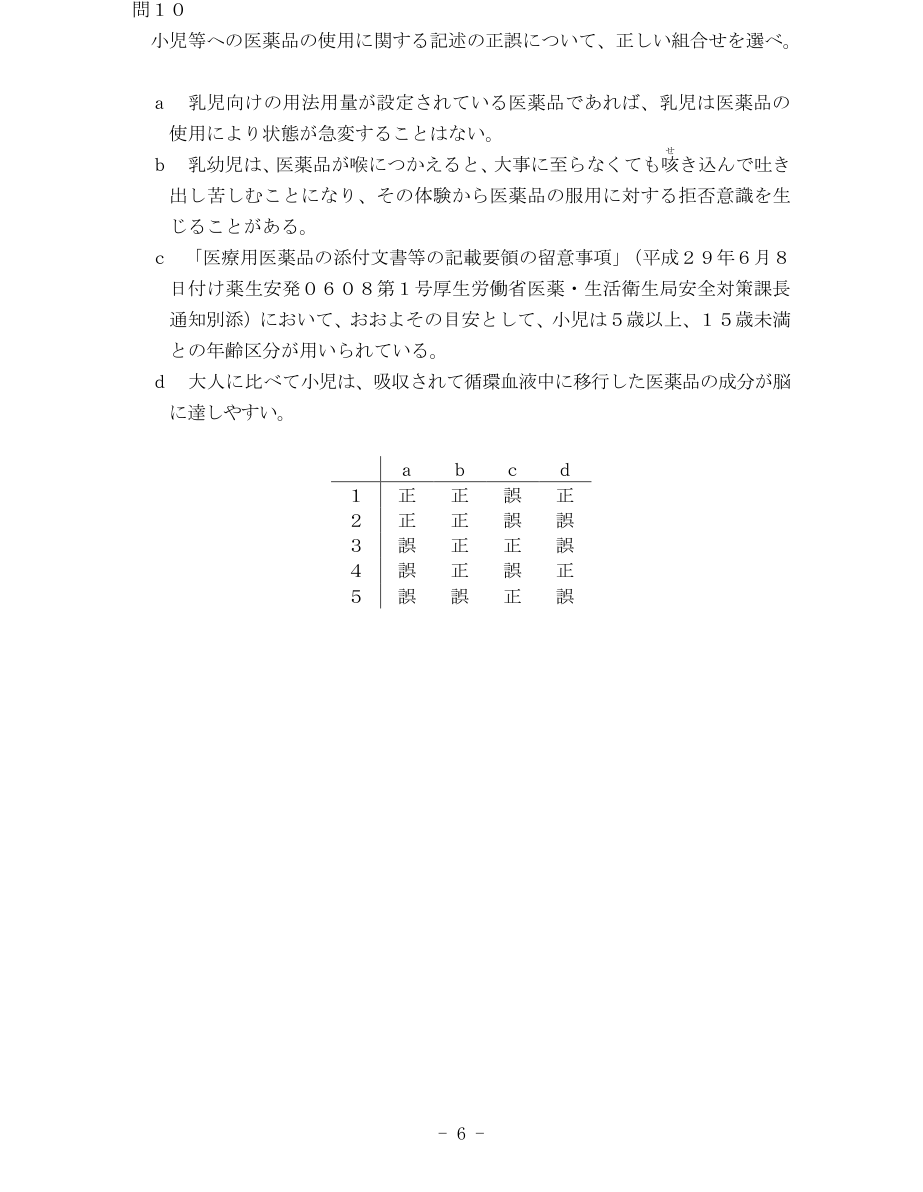 問１０
小児等への医薬品の使用に関する記述の正誤について、正しい組合せを選べ。
a　乳児向けの用法用量が設定されている医薬品であれば、乳児は医薬品の
使用により状態が急変することはない。
せ
b　乳幼児は、医薬品が喉につかえると、大事に至らなくても咳き込んで吐き
出し苦しむことになり、その体験から医薬品の服用に対する拒否意識を生
じることがある。
c　「医療用医薬品の添付文書等の記載要領の留意事項」（平成２９年６月８
日付け薬生安発０６０８第１号厚生労働省医薬・生活衛生局安全対策課長
通知別添）において、おおよその目安として、小児は５歳以上、１５歳未満
との年齢区分が用いられている。
d　大人に比べて小児は、吸収されて循環血液中に移行した医薬品の成分が脳
に達しやすい。
a b c d
1 正 正 誤 正
2 正 正 誤 誤
3 誤 正 正 誤
4 誤 正 誤 正
5 誤 誤 正 誤
- 6 -